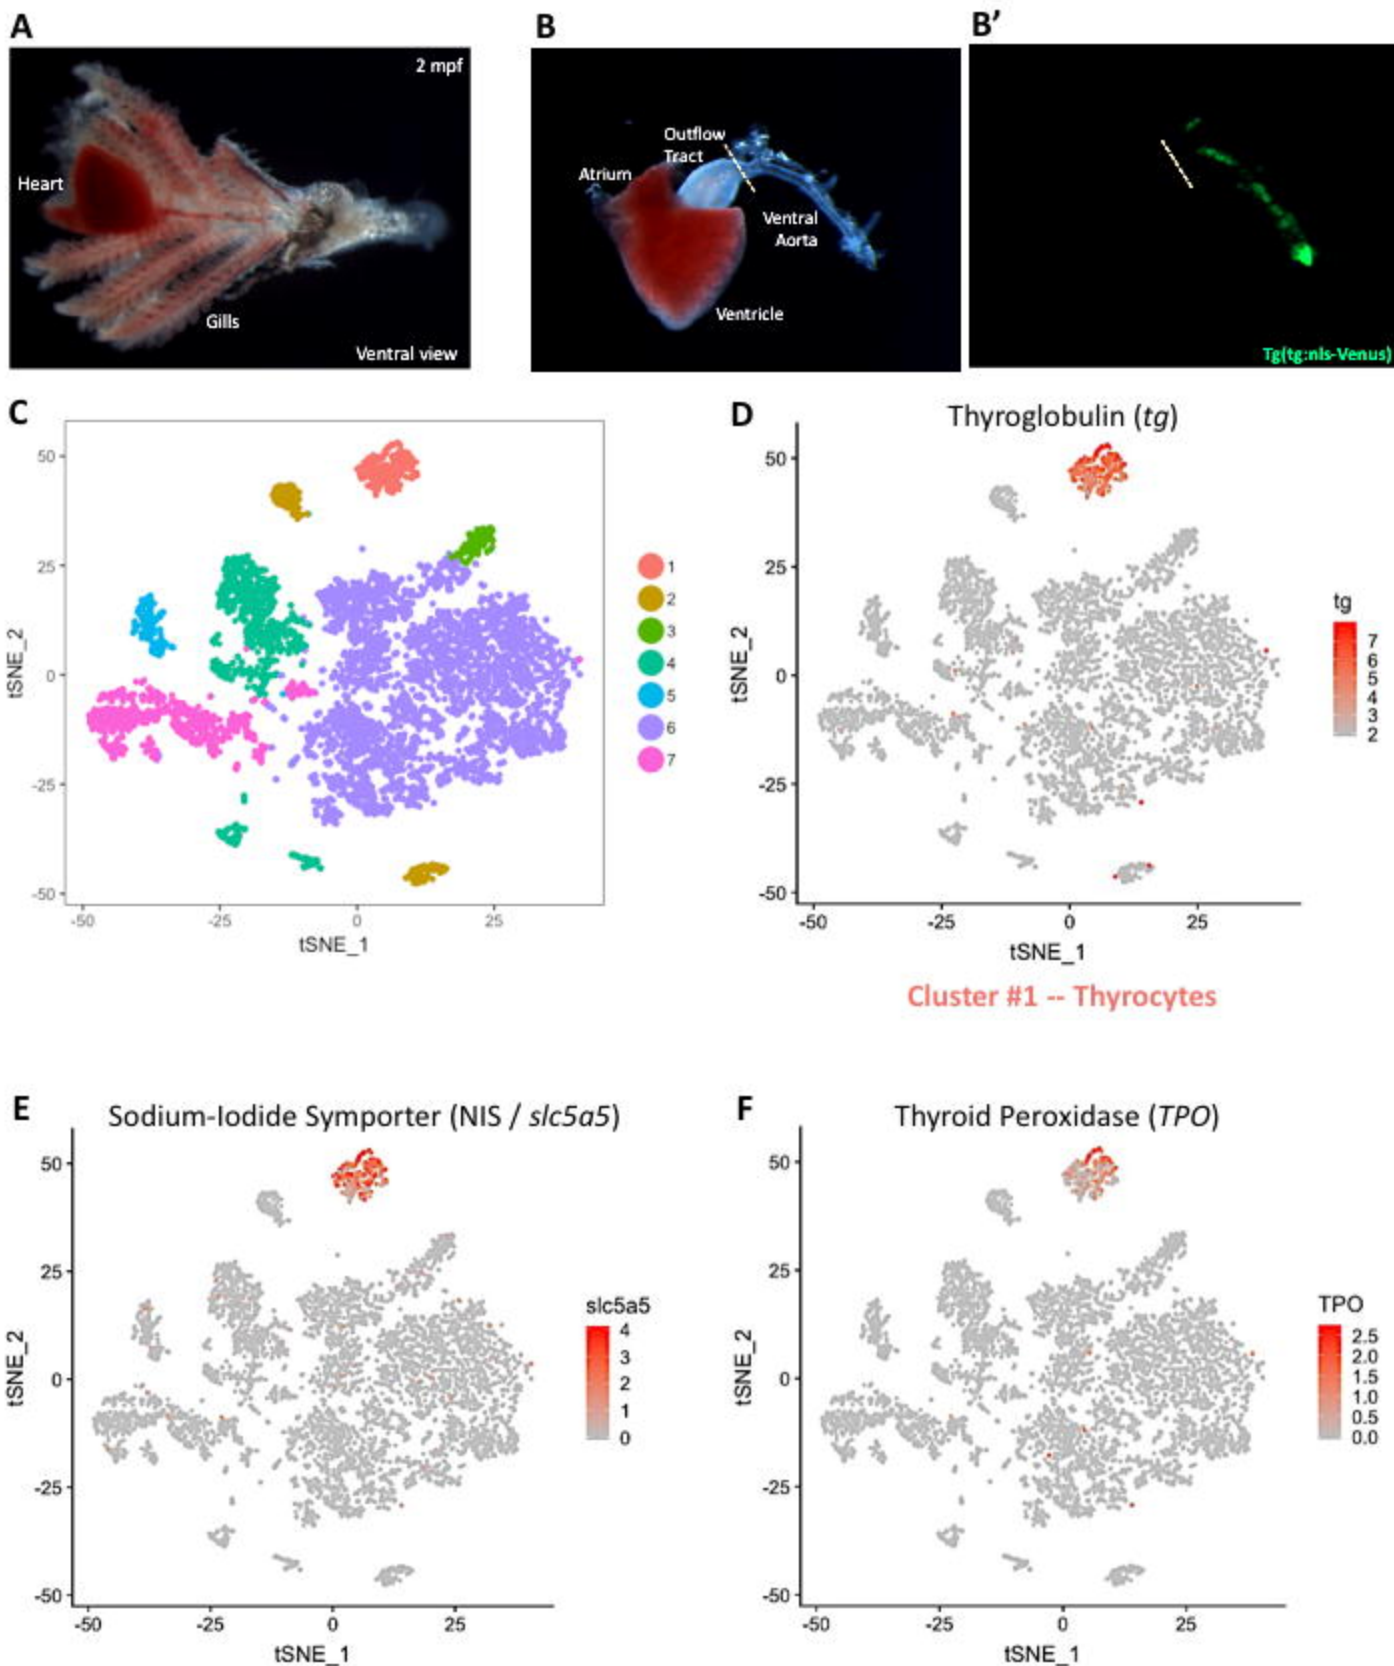 A
2 mpf
Heart
Gills
Ventral view
B
Outflow
Tract
Atrium
Ventral
Aorta
Ventricle
B’
Tg(tg:nls-Venus)
C
50
25
0
-25
-50
-50
-25
0
25
tSNE_1
tSNE_2
1
2
3
4
5
6
7
D
Thyroglobulin (tg)
50
25
0
-25
-50
-50
-25
0
25
tSNE_1
tSNE_2
tg
7
6
5
4
3
2
Cluster #1 -- Thyrocytes
E
Sodium-Iodide Symporter (NIS / slc5a5)
50
25
0
-25
-50
-50
-25
0
25
tSNE_1
tSNE_2
slc5a5
4
3
2
1
0
F
Thyroid Peroxidase (TPO)
50
25
0
-25
-50
-50
-25
0
25
tSNE_1
tSNE_2
TPO
2.5
2.0
1.5
1.0
0.5
0.0